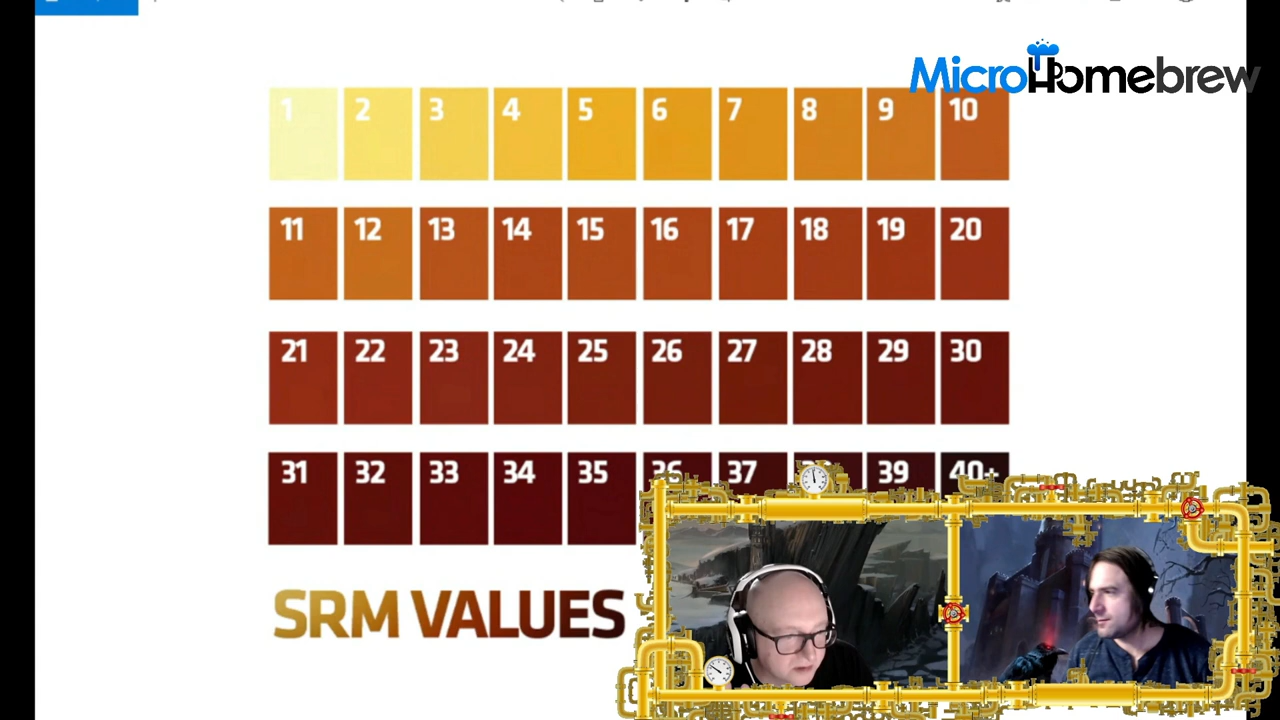 MicroHomebrew
1 2 3 4 5 6 7 8 9 10
11 12 13 14 15 16 17 18 19 20
21 22 23 24 25 26 27 28 29 30
31 32 33 34 35 36 37 38 39 40+
SRM VALUES